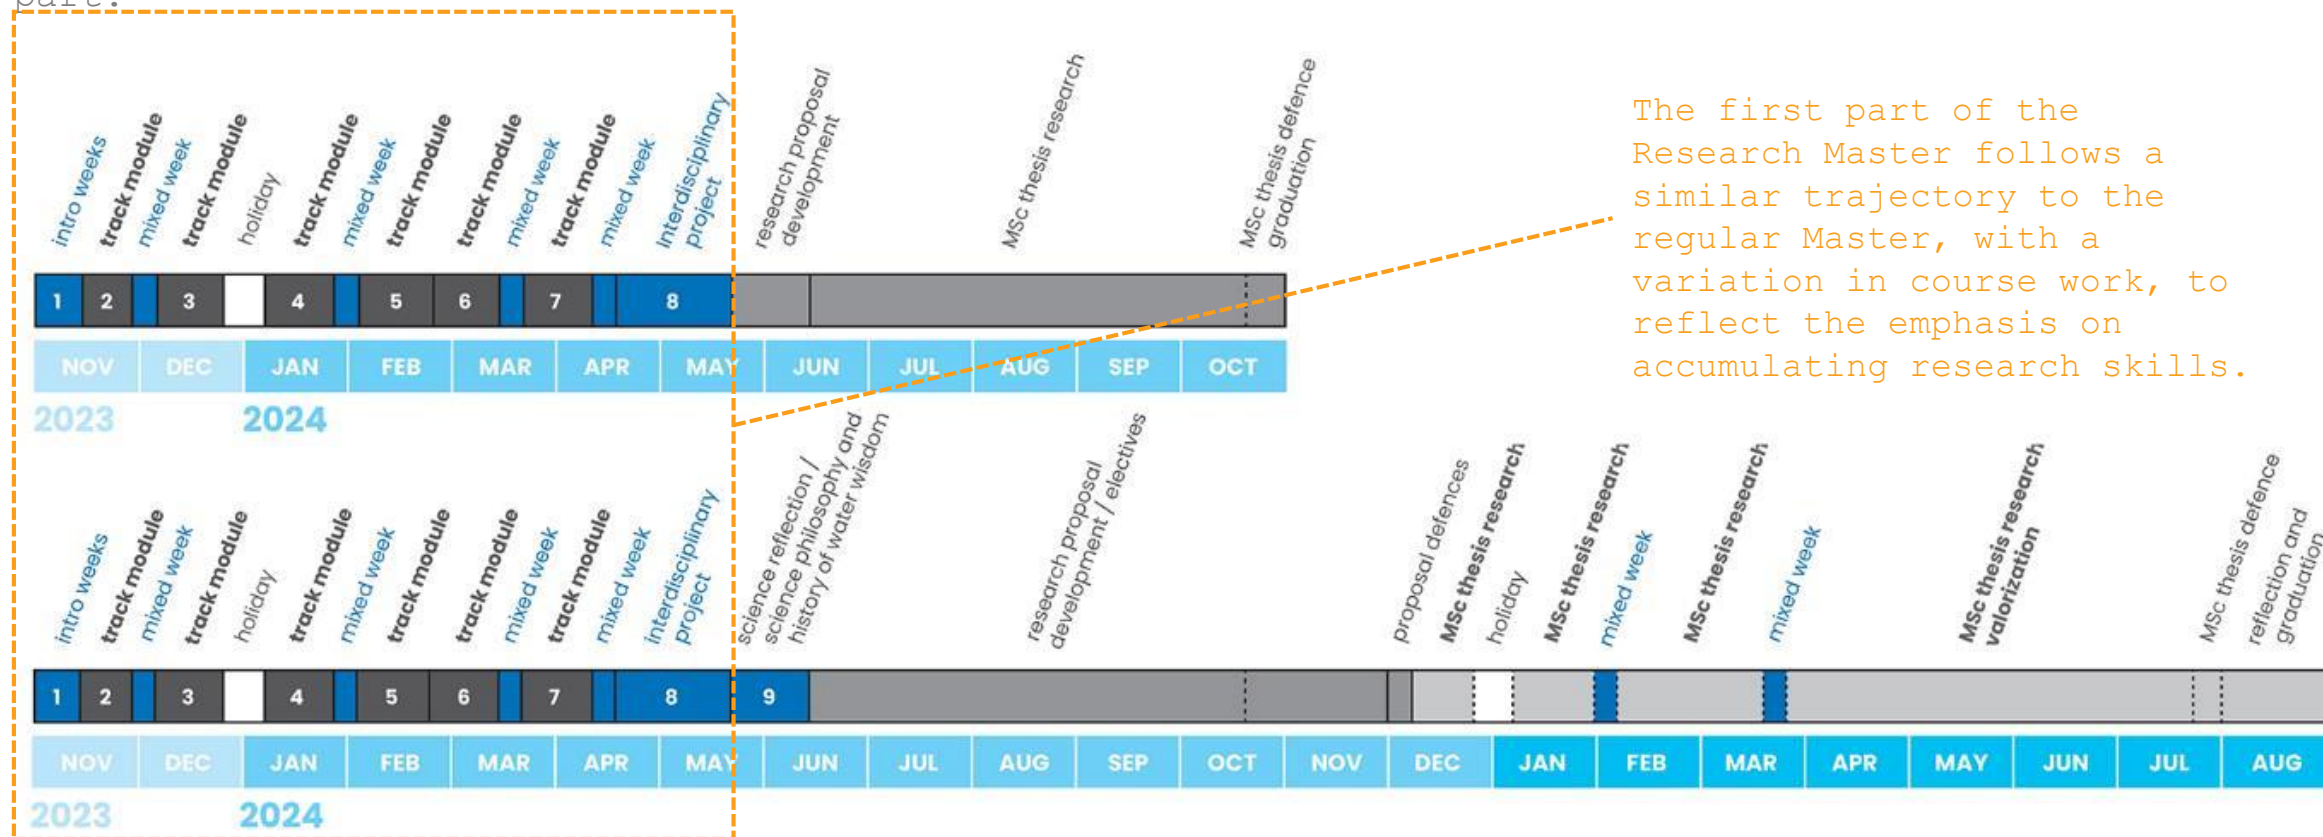 part.
intro weeks
track module
mixed week
track module
holiday
track module
mixed week
track module
track module
mixed week
track module
mixed week
Interdisciplinary
project
research proposal
development
MSc thesis research
MSc thesis defence
graduation
1 2 3 4 5 6 7 8
NOV DEC JAN FEB MAR APR MAY JUN JUL AUG SEP OCT
2023 2024
The first part of the
Research Master follows a
similar trajectory to the
regular Master, with a
variation in course work, to
reflect the emphasis on
accumulating research skills.
intro weeks
track module
mixed week
track module
holiday
track module
mixed week
track module
track module
mixed week
track module
mixed week
interdisciplinary
project
science reflection /
science philosophy and
history of water wisdom
research proposal
development / electives
proposal defences
MSc thesis research
holiday
MSc thesis research
mixed week
MSc thesis research
mixed week
MSc thesis research
valorization
MSc thesis defence
reflection and
graduation
1 2 3 4 5 6 7 8 9
NOV DEC JAN FEB MAR APR MAY JUN JUL AUG SEP OCT NOV DEC JAN FEB MAR APR MAY JUN JUL AUG
2023 2024